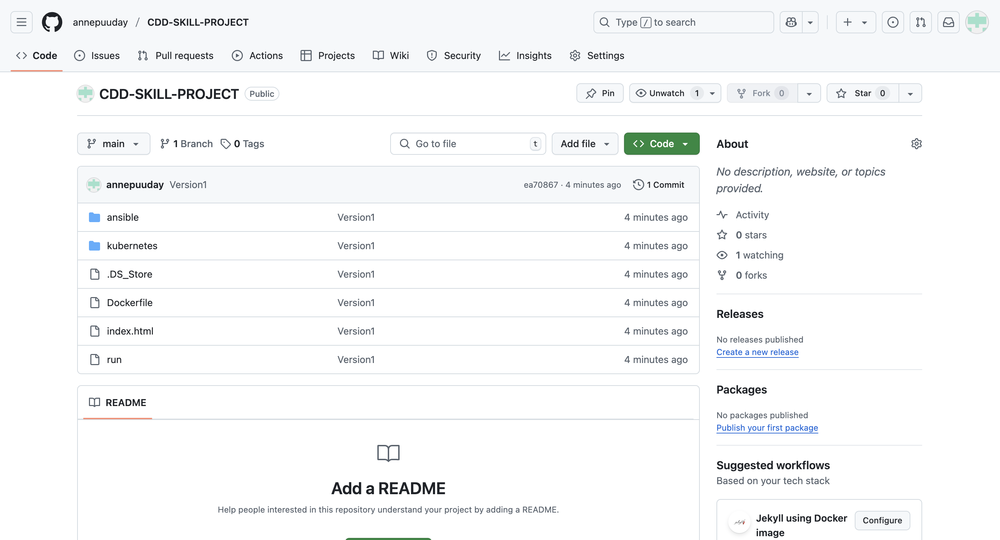 annepuuday / CDD-SKILL-PROJECT
Type / to search
Code Issues Pull requests Actions Projects Wiki Security Insights Settings
CDD-SKILL-PROJECT Public
Pin Unwatch 1 Fork 0 Star 0
main 1 Branch 0 Tags Go to file t Add file Code
annepuuday Version1 ea70867 · 4 minutes ago 1 Commit
ansible Version1 4 minutes ago
kubernetes Version1 4 minutes ago
.DS_Store Version1 4 minutes ago
Dockerfile Version1 4 minutes ago
index.html Version1 4 minutes ago
run Version1 4 minutes ago
README
Add a README
Help people interested in this repository understand your project by adding a README.
About
No description, website, or topics
provided.
Activity
0 stars
1 watching
0 forks
Releases
No releases published
Create a new release
Packages
No packages published
Publish your first package
Suggested workflows
Based on your tech stack
jekyll
Jekyll using Docker
image
Configure